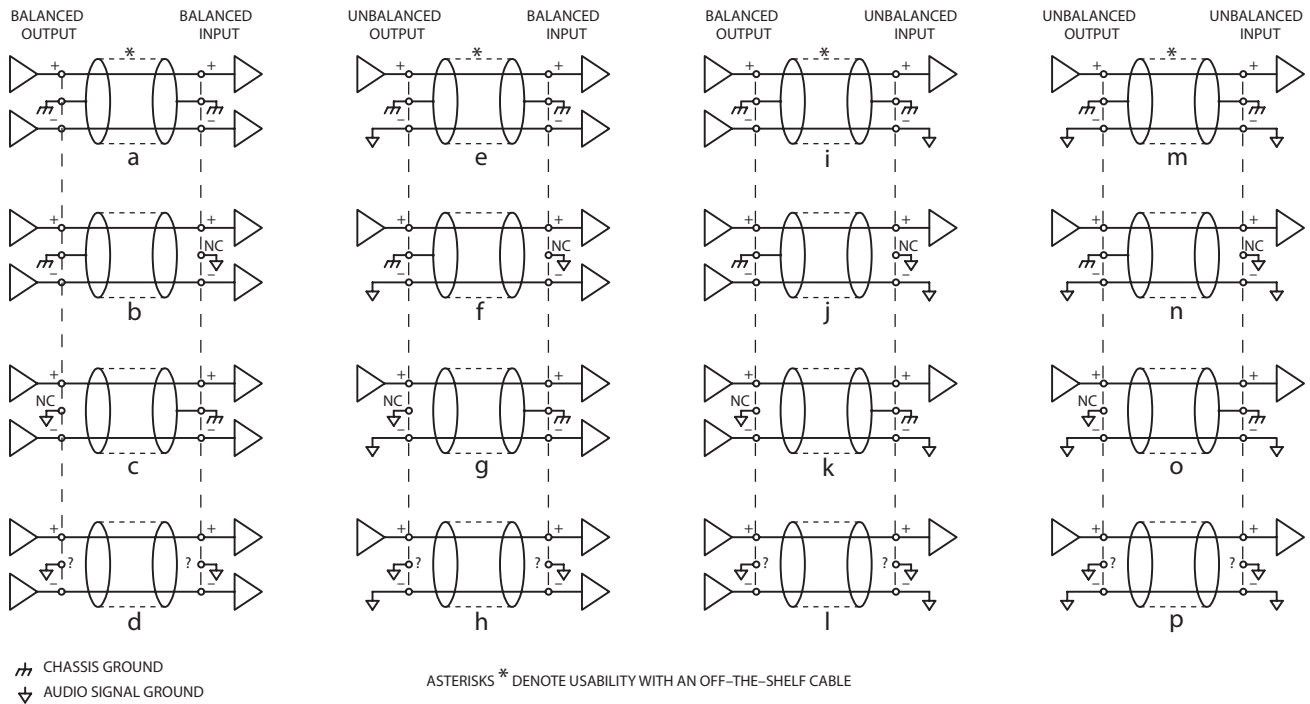 BALANCED OUTPUT BALANCED INPUT UNBALANCED OUTPUT BALANCED INPUT BALANCED OUTPUT UNBALANCED INPUT UNBALANCED OUTPUT UNBALANCED INPUT
* * * *
+ + + + + + + +
– – – – – – – –
a e i m
+ + + + + + + +
NC NC NC NC
– – – – – – – –
b f j n
+ + + + + + + +
NC NC NC NC
– – – – – – – –
c g k o
+ + + + + + + +
? ? ? ? ? ? ? ?
– – – – – – – –
d h l p
CHASSIS GROUND
AUDIO SIGNAL GROUND
ASTERISKS * DENOTE USABILITY WITH AN OFF–THE–SHELF CABLE